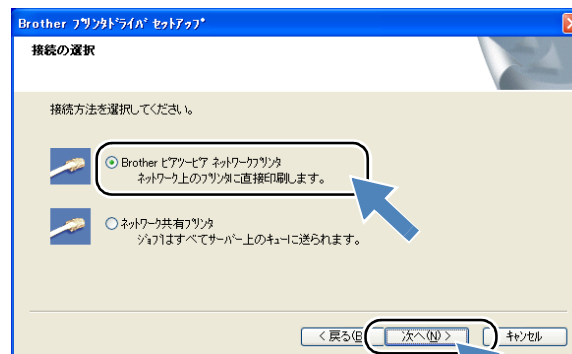 Brother プリンタドライバ セットアップ
接続の選択
接続方法を選択してください。
Brother ピアツーピア ネットワークプリンタ
ネットワーク上のプリンタに直接印刷します。
ネットワーク共有プリンタ
ジョブはすべてサーバー上のキューに送られます。
< 戻る(B 次へ(N) > キャンセル